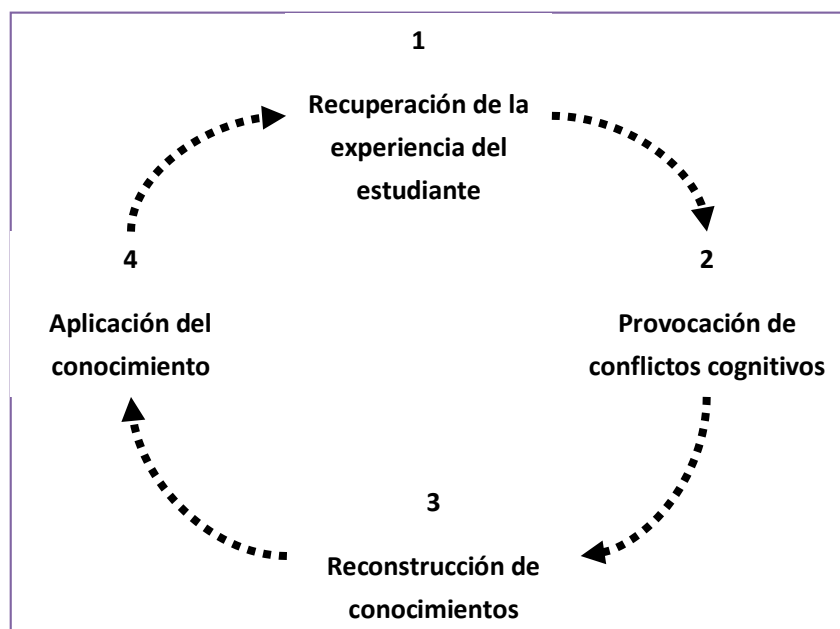 1
Recuperación de la
experiencia del
estudiante
2
Provocación de
conflictos cognitivos
3
Reconstrucción de
conocimientos
4
Aplicación del
conocimiento